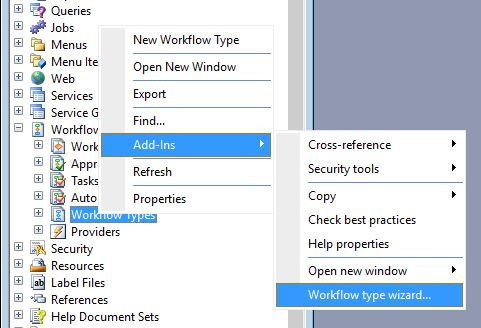 Queries
Jobs
Menus
Menu Ite
Web
Services
Service G
Workflow
Work
Appr
Tasks
Auto
Workflow Types
Providers
Security
Resources
Label Files
References
Help Document Sets
New Workflow Type
Open New Window
Export
Find...
Add-Ins
Refresh
Properties
Cross-reference
Security tools
Copy
Check best practices
Help properties
Open new window
Workflow type wizard...